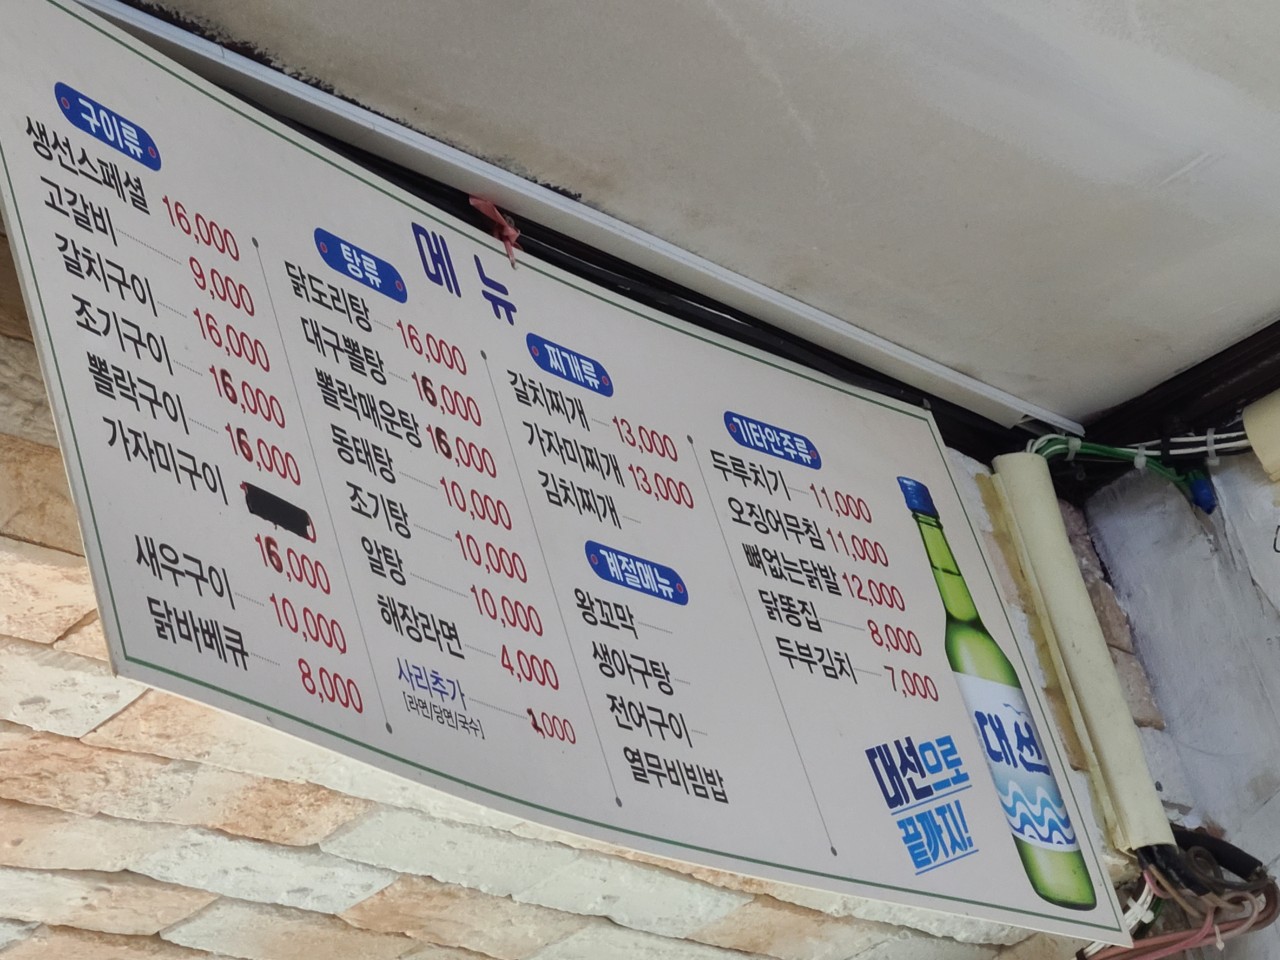 메뉴
구이류
생선스페셜 16,000
고갈비 9,000
갈치구이 16,000
조기구이 16,000
뽈락구이 16,000
가자미구이
16,000
새우구이 10,000
닭바베큐 8,000
탕류
닭도리탕 16,000
대구뽈탕 16,000
뽈락매운탕 16,000
동태탕 10,000
조기탕 10,000
알탕 10,000
해장라면 4,000
사리추가 1,000
[라면/당면/국수]
찌개류
갈치찌개 13,000
가자미찌개 13,000
김치찌개
계절메뉴
왕꼬막
생아구탕
전어구이
열무비빔밥
기타안주류
두루치기 11,000
오징어무침 11,000
뼈없는닭발 12,000
닭똥집 8,000
두부김치 7,000
대선으로
끝까지!
대선